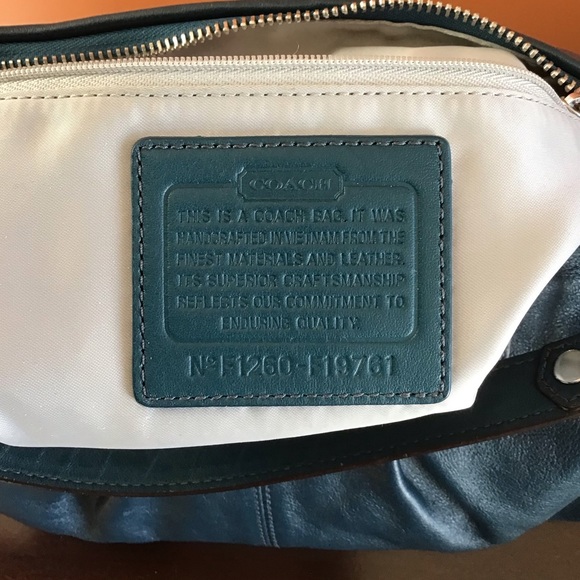 COACH
THIS IS A COACH BAG. IT WAS
HANDCRAFTED IN VIETNAM FROM THE
FINEST MATERIALS AND LEATHER.
ITS SUPERIOR CRAFTSMANSHIP
REFLECTS OUR COMMITMENT TO
ENDURING QUALITY.
Nº F1260-F19761